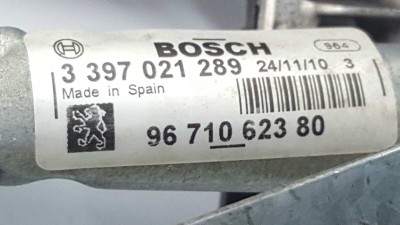 BOSCH 964
3 397 021 289 24/11/10 3
Made in Spain
96 710 623 80